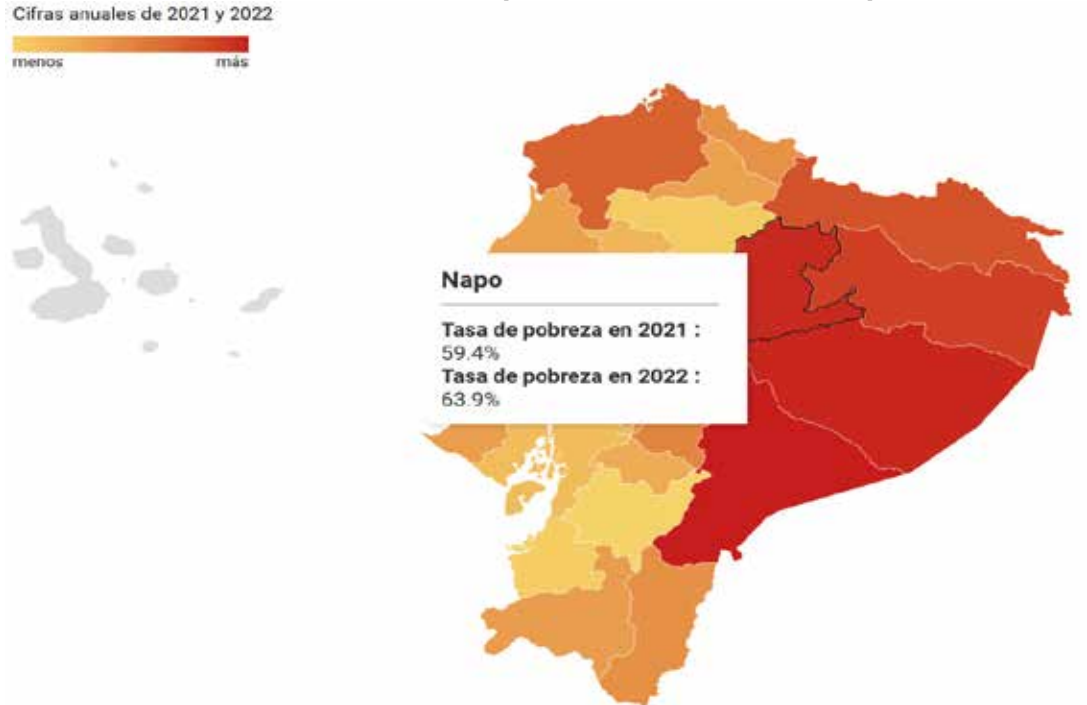 Cifras anuales de 2021 y 2022
menos más
Napo
Tasa de pobreza en 2021 :
59.4%
Tasa de pobreza en 2022 :
63.9%